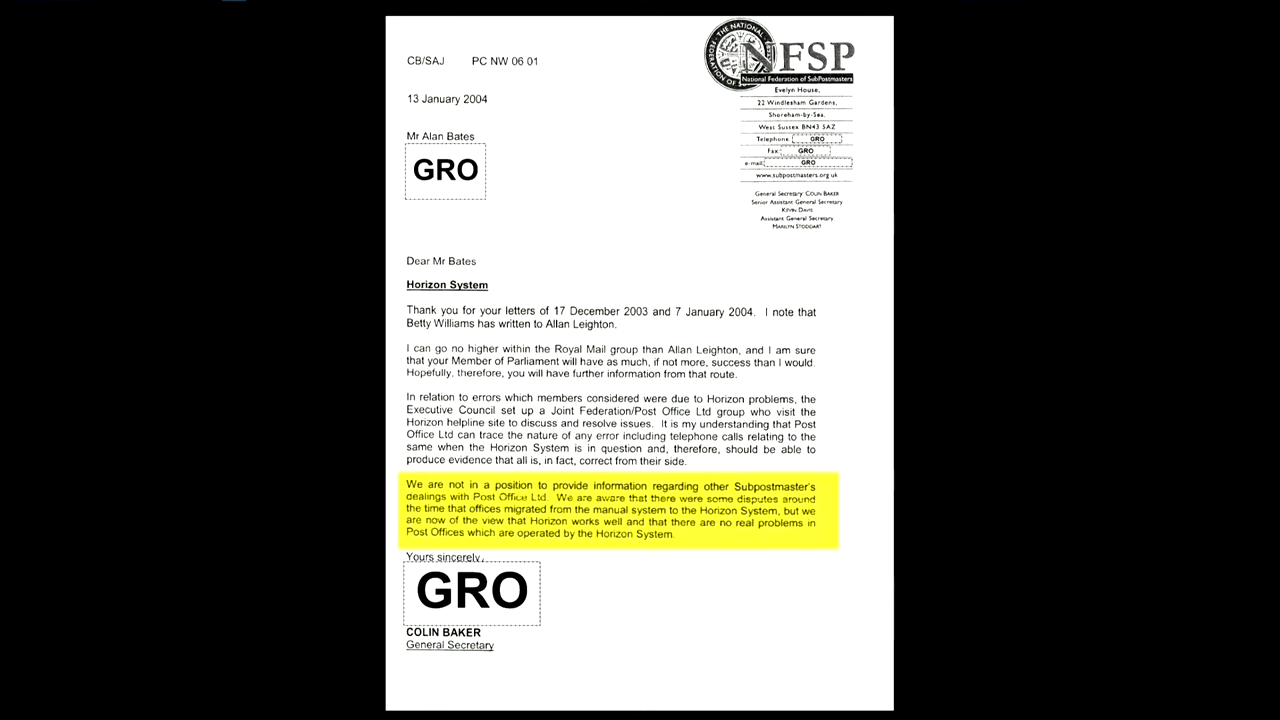 CB/SAJ PC NW 06 01
THE NATIONAL
FEDERATION OF
NFSP
National Federation of SubPostmasters
Evelyn House,
22 Windlesham Gardens,
Shoreham-by-Sea,
West Sussex BN43 5AZ
Telephone: GRO
Fax: GRO
e-mail: GRO
www.subpostmasters.org.uk
General Secretary: COLIN BAKER
Senior Assistant General Secretary
KEVIN DAVIS
Assistant General Secretary
MARILYN STODDART
13 January 2004
Mr Alan Bates
GRO
Dear Mr Bates
Horizon System
Thank you for your letters of 17 December 2003 and 7 January 2004. I note that
Betty Williams has written to Allan Leighton.
I can go no higher within the Royal Mail group than Allan Leighton, and I am sure
that your Member of Parliament will have as much, if not more, success than I would.
Hopefully, therefore, you will have further information from that route.
In relation to errors which members considered were due to Horizon problems, the
Executive Council set up a Joint Federation/Post Office Ltd group who visit the
Horizon helpline site to discuss and resolve issues. It is my understanding that Post
Office Ltd can trace the nature of any error including telephone calls relating to the
same when the Horizon System is in question and, therefore, should be able to
produce evidence that all is, in fact, correct from their side.
We are not in a position to provide information regarding other Subpostmaster's
dealings with Post Office Ltd. We are aware that there were some disputes around
the time that offices migrated from the manual system to the Horizon System, but we
are now of the view that Horizon works well and that there are no real problems in
Post Offices which are operated by the Horizon System.
Yours sincerely,
GRO
COLIN BAKER
General Secretary